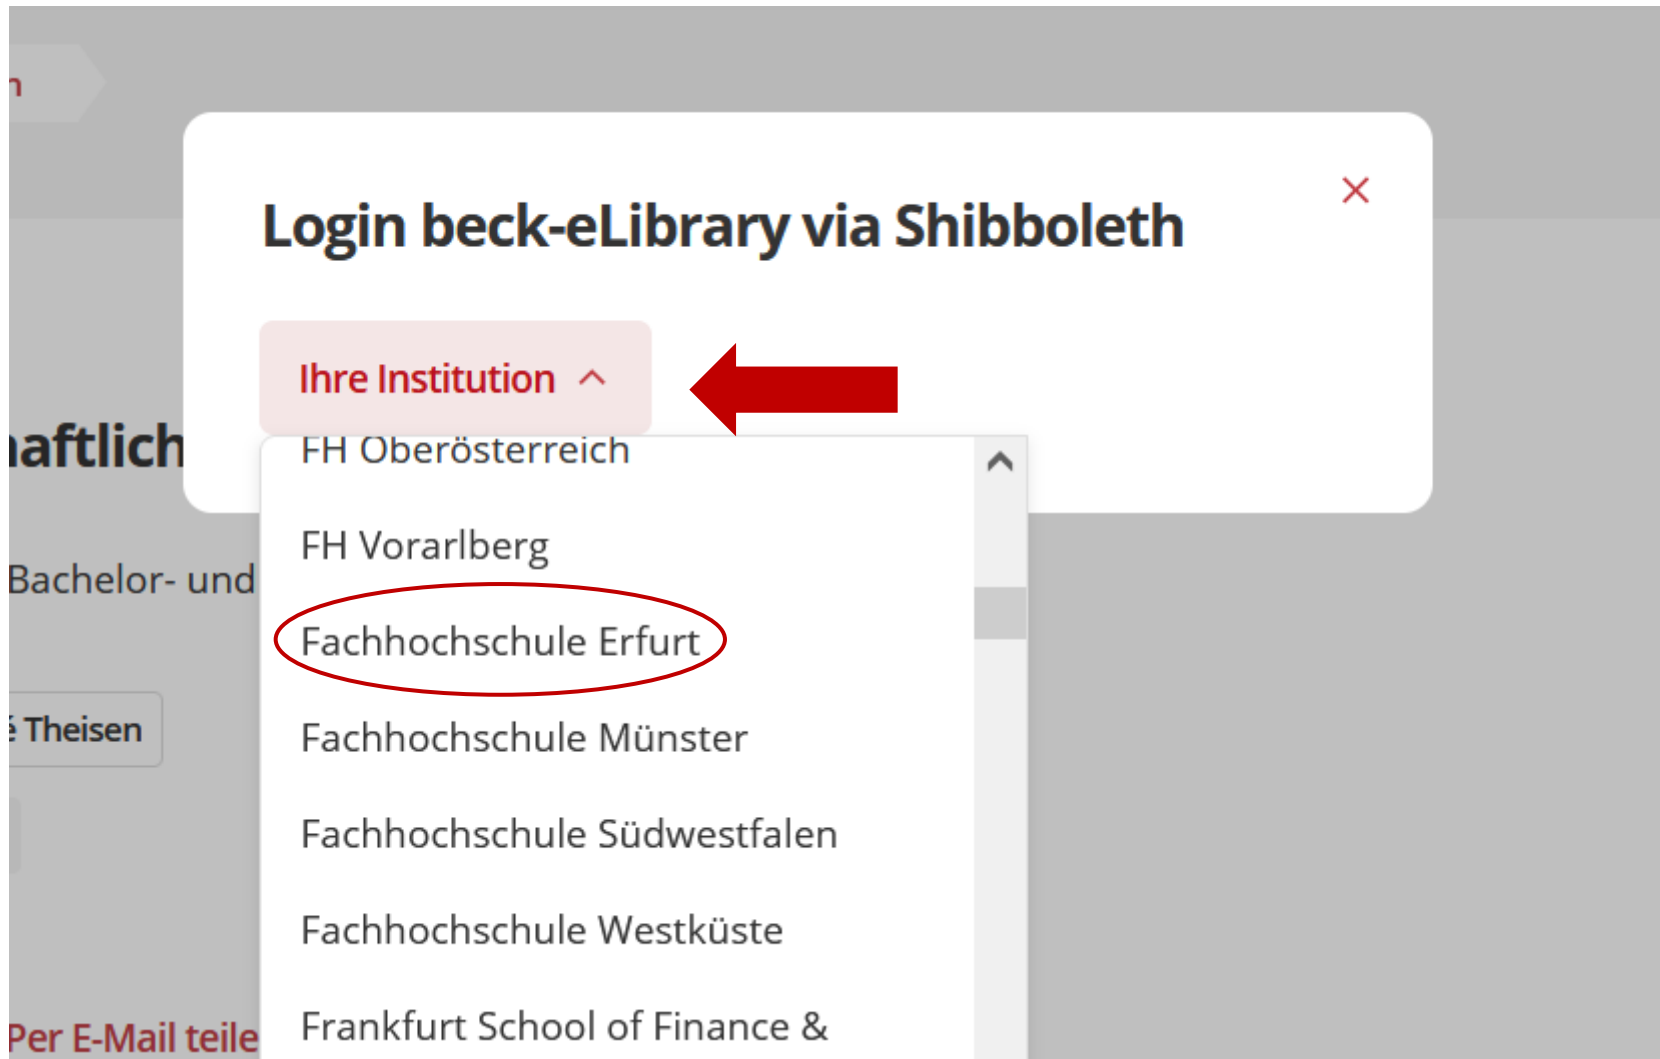 Login beck-eLibrary via Shibboleth
Ihre Institution
FH Oberösterreich
FH Vorarlberg
Bachelor- und
Fachhochschule Erfurt
Theisen
Fachhochschule Münster
Fachhochschule Südwestfalen
Fachhochschule Westküste
Frankfurt School of Finance &
Per E-Mail teile